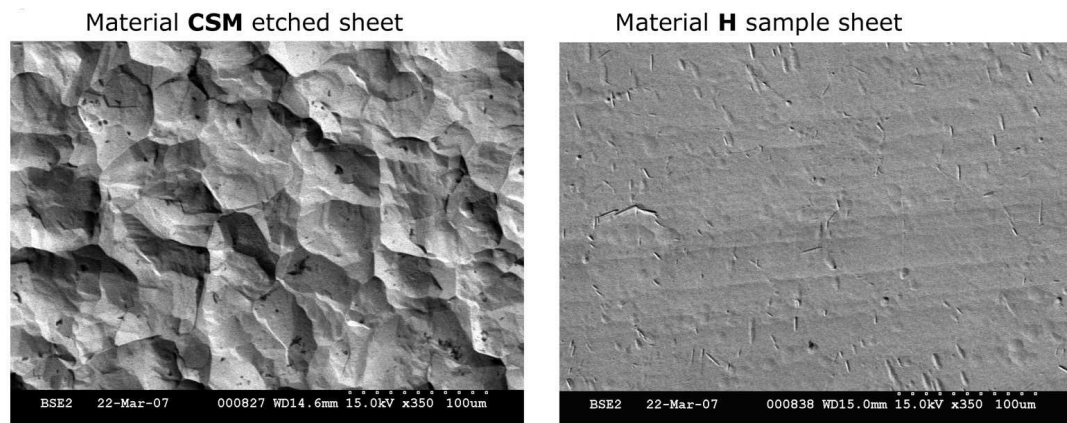 Material CSM etched sheet
Material H sample sheet
BSE2 22-Mar-07 000827 WD14.6mm 15.0kV x350 100um
BSE2 22-Mar-07 000838 WD15.0mm 15.0kV x350 100um